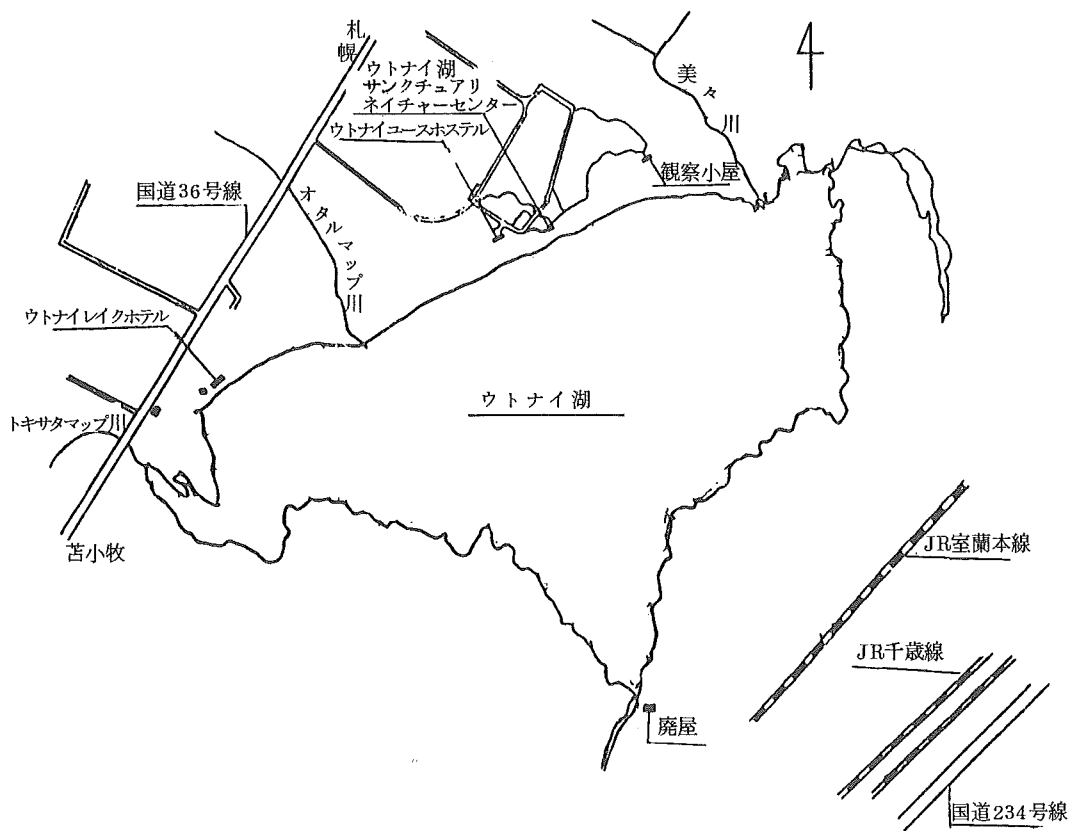 札幌
ウトナイ湖
サンクチュアリ
ネイチャーセンター
ウトナイユースホステル
美々川
観察小屋
国道36号線
オタルマップ川
ウトナイレイクホテル
ウトナイ湖
トキサタマップ川
苫小牧
JR室蘭本線
JR千歳線
廃屋
国道234号線